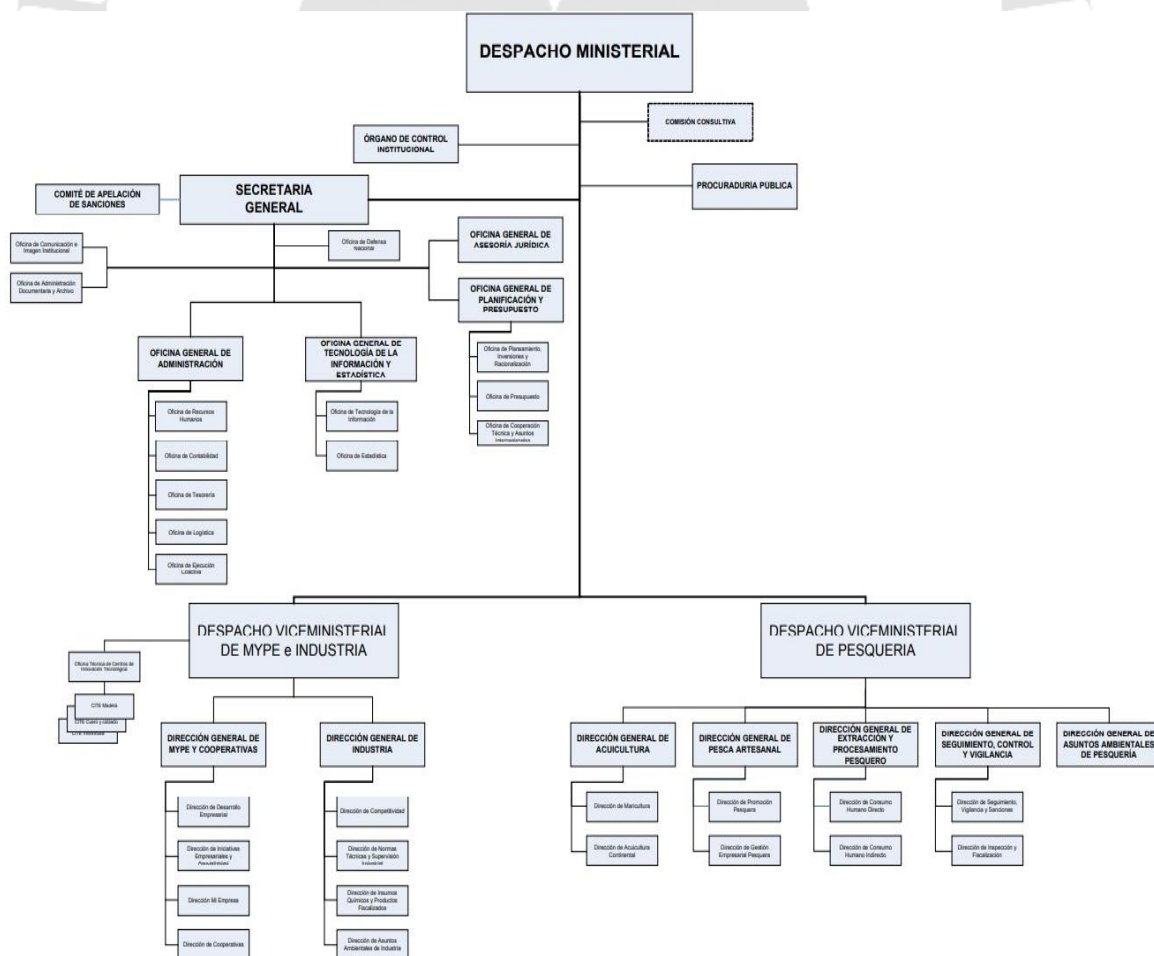 DESPACHO MINISTERIAL
COMISIÓN CONSULTIVA
ÓRGANO DE CONTROL
INSTITUCIONAL
PROCURADURÍA PÚBLICA
COMITÉ DE APELACIÓN
DE SANCIONES
SECRETARIA
GENERAL
Oficina de Comunicación e
Imagen Institucional
Oficina de Defensa
Nacional
OFICINA GENERAL DE
ASESORÍA JURÍDICA
Oficina de Administración
Documentaria y Archivo
OFICINA GENERAL DE
PLANIFICACIÓN Y
PRESUPUESTO
OFICINA GENERAL DE
ADMINISTRACIÓN
OFICINA GENERAL DE
TECNOLOGÍA DE LA
INFORMACIÓN Y
ESTADÍSTICA
Oficina de Planeamiento,
Inversiones y
Racionalización
Oficina de Presupuesto
Oficina de Cooperación
Técnica y Asuntos
Internacionales
Oficina de Recursos
Humanos
Oficina de Contabilidad
Oficina de Tesorería
Oficina de Logística
Oficina de Ejecución
Coactiva
Oficina de Tecnología de la
Información
Oficina de Estadística
DESPACHO VICEMINISTERIAL
DE MYPE e INDUSTRIA
DESPACHO VICEMINISTERIAL
DE PESQUERIA
Oficina Técnica de Centros de
Innovación Tecnológica
CITE Madera
CITE Cuero y calzado
CITE
DIRECCIÓN GENERAL DE
MYPE Y COOPERATIVAS
DIRECCIÓN GENERAL DE
INDUSTRIA
DIRECCIÓN GENERAL DE
ACUICULTURA
DIRECCIÓN GENERAL DE
PESCA ARTESANAL
DIRECCIÓN GENERAL DE
EXTRACCIÓN Y
PROCESAMIENTO
PESQUERO
DIRECCIÓN GENERAL DE
SEGUIMIENTO, CONTROL
Y VIGILANCIA
DIRECCIÓN GENERAL DE
ASUNTOS AMBIENTALES
DE PESQUERÍA
Dirección de Desarrollo
Empresarial
Dirección de Iniciativas
Empresariales y
Dirección Mi Empresa
Dirección de Cooperativas
Dirección de Competitividad
Dirección de Normas
Técnicas y Supervisión
Industrial
Dirección de Insumos
Químicos y Productos
Fiscalizados
Dirección de Asuntos
Ambientales de Industria
Dirección de Maricultura
Dirección de Acuicultura
Continental
Dirección de Promoción
Pesquera
Dirección de Gestión
Empresarial Pesquera
Dirección de Consumo
Humano Directo
Dirección de Consumo
Humano Indirecto
Dirección de Seguimiento,
Vigilancia y Sanciones
Dirección de Inspección y
Fiscalización